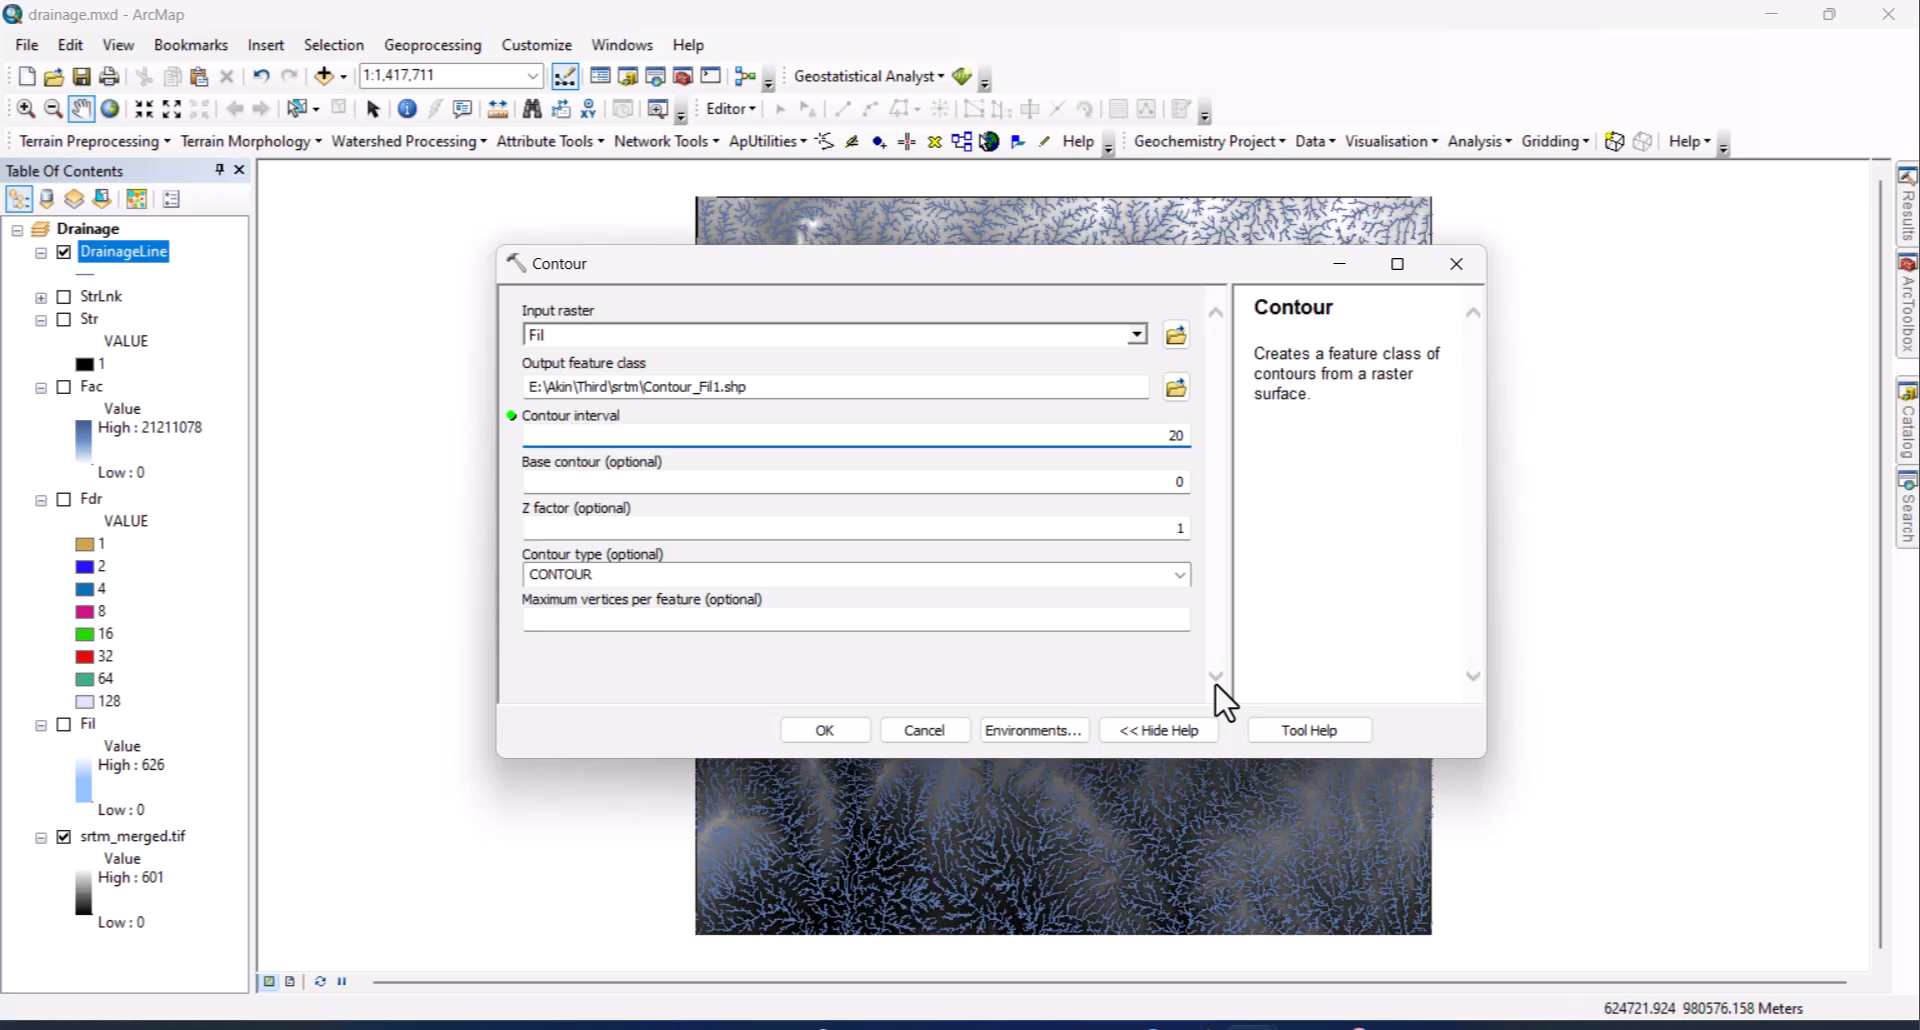 drainage.mxd - ArcMap
File Edit View Bookmarks Insert Selection Geoprocessing Customize Windows Help
1:1,417,711 Geostatistical Analyst
Editor
Terrain Preprocessing Terrain Morphology Watershed Processing Attribute Tools Network Tools ApUtilities Help Geochemistry Project Data Visualisation Analysis Gridding Help
Table Of Contents
Drainage
DrainageLine
StrLnk
Str
VALUE
1
Fac
Value
High : 21211078
Low : 0
Fdr
VALUE
1
2
4
8
16
32
64
128
Fil
Value
High : 626
Low : 0
srtm_merged.tif
Value
High : 601
Low : 0
Contour
Input raster
Fil
Output feature class
E:\Akin\Third\srtm\Contour_Fil1.shp
Contour interval
20
Base contour (optional)
0
Z factor (optional)
1
Contour type (optional)
CONTOUR
Maximum vertices per feature (optional)
OK Cancel Environments... << Hide Help Tool Help
Contour
Creates a feature class of
contours from a raster
surface.
Results
ArcToolbox
Catalog
Search
624721.924 980576.158 Meters